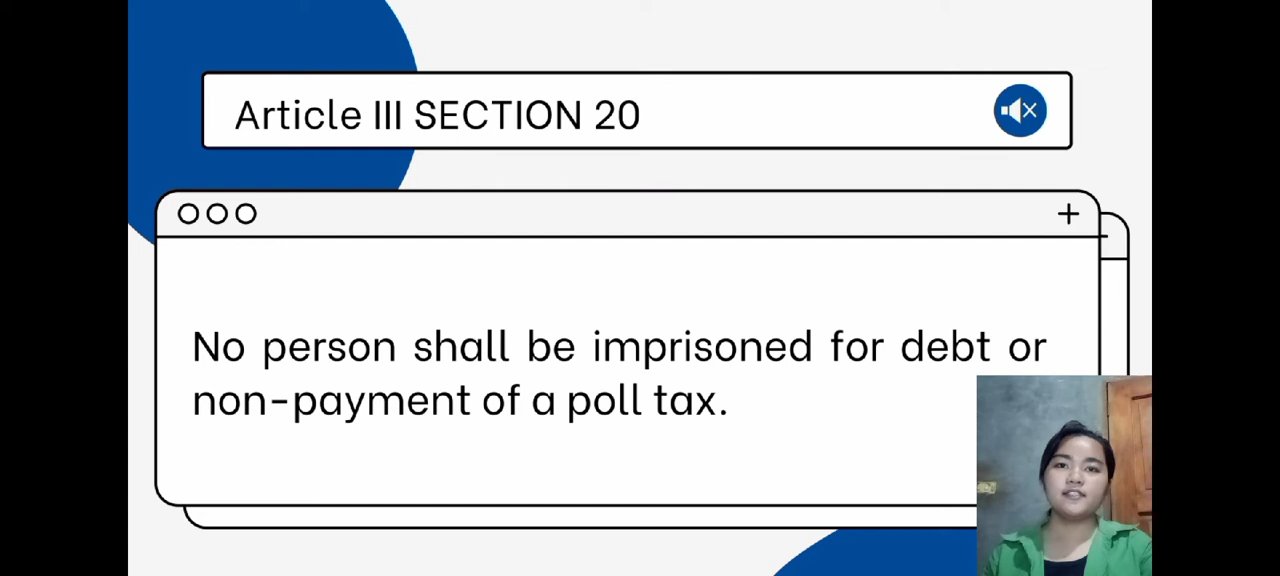 Article III SECTION 20
No person shall be imprisoned for debt or
non-payment of a poll tax.